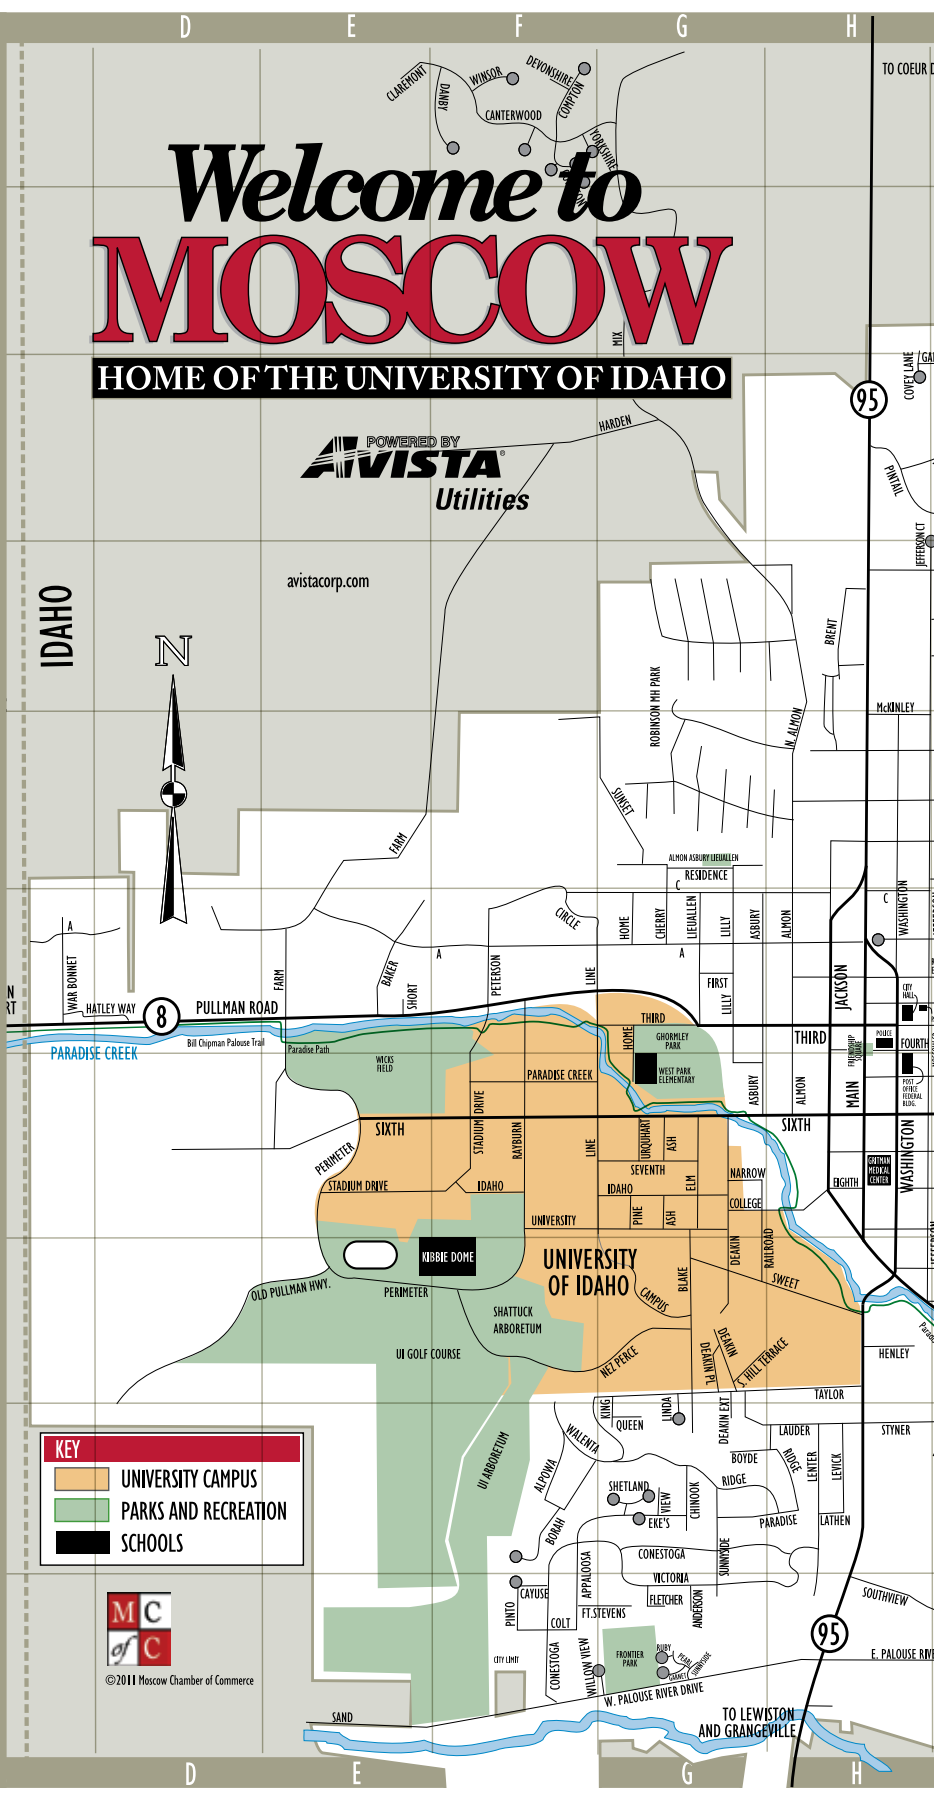 D
E
F
G
H
TO COEUR D
CLAREMONT
DANBY
WINSOR
DEVONSHIRE
COMPTON
CANTERWOOD
YORKSHIRE
Welcome to
MOSCOW
HOME OF THE UNIVERSITY OF IDAHO
MIX
COVEY LANE
95
HARDEN
POWERED BY
AVISTA
Utilities
PINTAIL
JEFFERSON CT
avistacorp.com
IDAHO
N
BRENT
ROBINSON MH PARK
McKINLEY
N. ALMON
SUNSET
FARM
ALMON ASBURY LIEUALLEN
RESIDENCE
C
C
WASHINGTON
CIRCLE
HOME
CHERRY
LIEUALLEN
LILLY
ASBURY
ALMON
A
A
A
WAR BONNET
FARM
BAKER
SHORT
PETERSON
LINE
FIRST
LILLY
JACKSON
CITY
HALL
HATLEY WAY
8
PULLMAN ROAD
THIRD
THIRD
PARADISE CREEK
Bill Chipman Palouse Trail
Paradise Path
WICKS
FIELD
HOME
GHORMLEY
PARK
WEST PARK
ELEMENTARY
FRIENDSHIP
SQUARE
POLICE
FOURTH
PARADISE CREEK
POST
OFFICE
FEDERAL
BLDG.
STADIUM DRIVE
RAYBURN
LINE
ASBURY
ALMON
MAIN
SIXTH
SIXTH
URQUHART
ASH
PERIMETER
SEVENTH
NARROW
GRITMAN
MEDICAL
CENTER
WASHINGTON
STADIUM DRIVE
IDAHO
IDAHO
ELM
COLLEGE
EIGHTH
UNIVERSITY
PINE
ASH
KIBBIE DOME
UNIVERSITY
OF IDAHO
DEAKIN
RAILROAD
JEFFERSON
OLD PULLMAN HWY.
PERIMETER
CAMPUS
BLAKE
SWEET
SHATTUCK
ARBORETUM
UI GOLF COURSE
NEZ PERCE
DEAKIN
DEAKIN PL
S. HILL TERRACE
HENLEY
TAYLOR
KING
QUEEN
LINDA
DEAKIN EXT
LAUDER
STYNER
KEY
UNIVERSITY CAMPUS
PARKS AND RECREATION
SCHOOLS
UI ARBORETUM
WALENTA
ALPOWA
BOYDE
RIDGE
RIDGE
LENTER
LEVICK
SHETLAND
VIEW
CHINOOK
EKE'S
PARADISE
LATHEN
BORAH
CONESTOGA
SUNNYSIDE
APPALOOSA
VICTORIA
SOUTHVIEW
CAYUSE
PINTO
FLETCHER
ANDERSON
FT.STEVENS
COLT
M C
of C
©2011 Moscow Chamber of Commerce
95
CITY LIMIT
CONESTOGA
WILLOW VIEW
FRONTIER
PARK
RUBY
PEARL
GARNET
SUNNYSIDE
E. PALOUSE RIV
W. PALOUSE RIVER DRIVE
SAND
TO LEWISTON
AND GRANGEVILLE
D
E
G
H